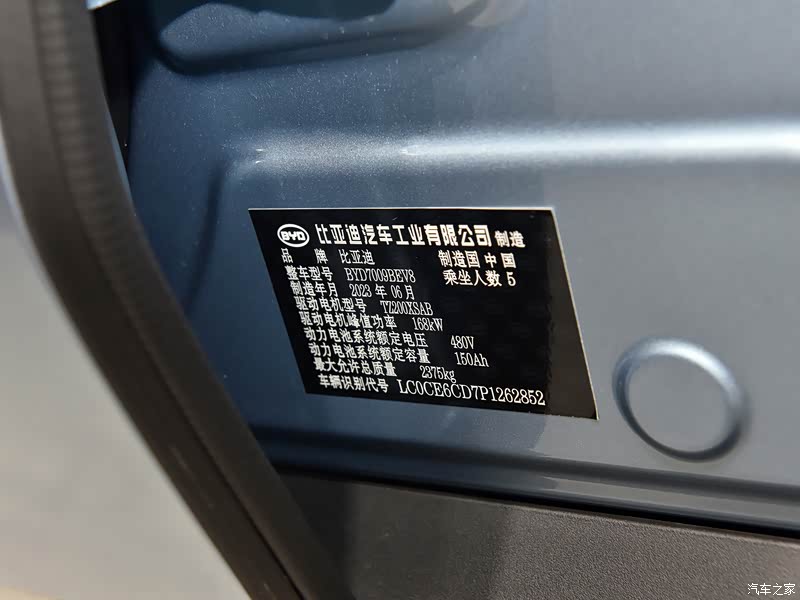 BYD 比亚迪汽车工业有限公司 制造
品牌 比亚迪 制造国 中国
整车型号 BYD7009BEV8 乘坐人数 5
制造年月 2023 年 06 月
驱动电机型号 TZ200XSAB
驱动电机峰值功率 168kW
动力电池系统额定电压 480V
动力电池系统额定容量 150Ah
最大允许总质量 2375kg
车辆识别代号 LC0CE6CD7P1262852
汽车之家